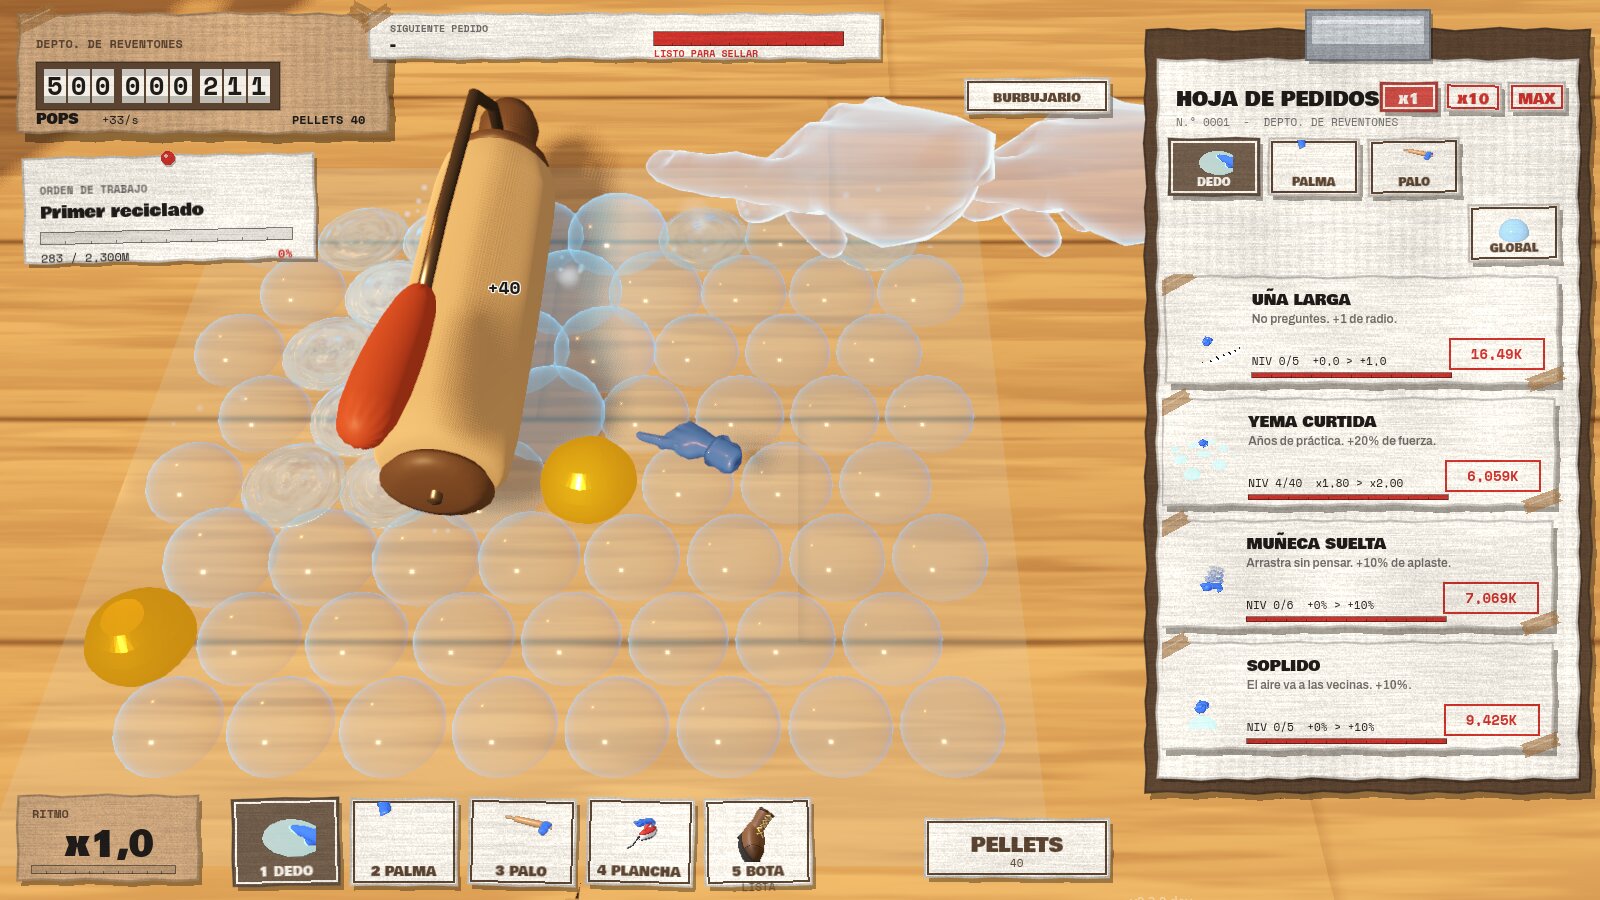 DEPTO. DE REVENTONES
500 000 211
POPS +33/s PELLETS 40
SIGUIENTE PEDIDO
-
LISTO PARA SELLAR
BURBUJARIO
ORDEN DE TRABAJO
Primer reciclado
0%
283 / 2,300M
+40
HOJA DE PEDIDOS x1 x10 MAX
N.° 0001 - DEPTO. DE REVENTONES
DEDO PALMA PALO
GLOBAL
UÑA LARGA
No preguntes. +1 de radio.
NIV 0/5 +0,0 > +1,0
16,49K
YEMA CURTIDA
Años de práctica. +20% de fuerza.
NIV 4/40 x1,80 > x2,00
6,059K
MUÑECA SUELTA
Arrastra sin pensar. +10% de aplaste.
NIV 0/6 +0% > +10%
7,069K
SOPLIDO
El aire va a las vecinas. +10%.
NIV 0/5 +0% > +10%
9,425K
RITMO
x1,0
1 DEDO 2 PALMA 3 PALO 4 PLANCHA 5 BOTA
LISTA
PELLETS
40